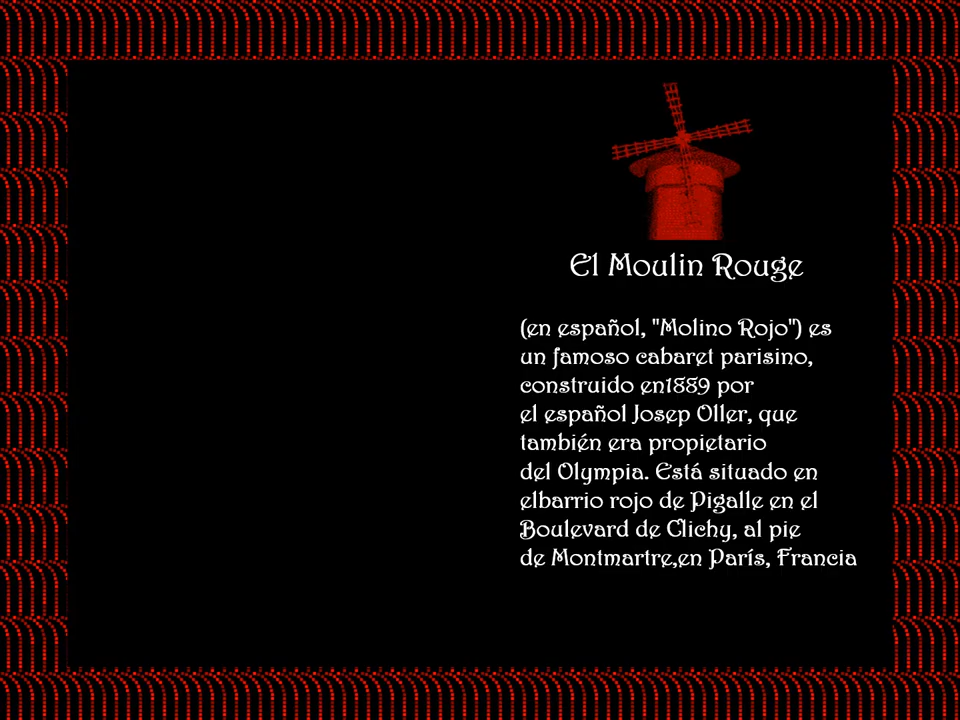 El Moulin Rouge
(en español, "Molino Rojo") es
un famoso cabaret parisino,
construido en1889 por
el español Josep Oller, que
también era propietario
del Olympia. Está situado en
elbarrio rojo de Pigalle en el
Boulevard de Clichy, al pie
de Montmartre,en París, Francia